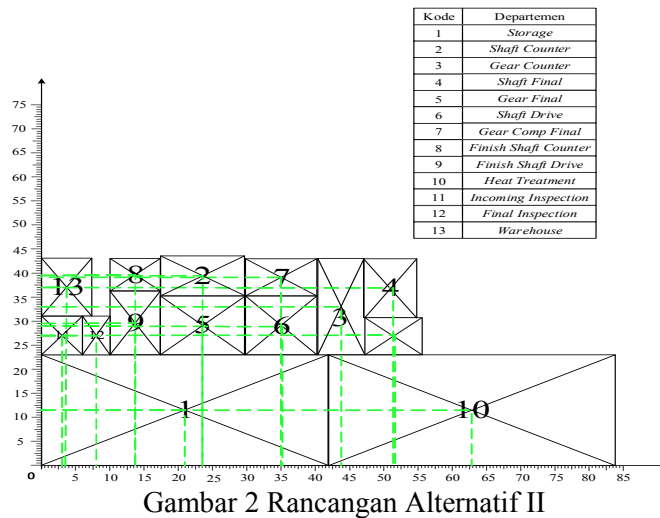 Kode Departemen
1 Storage
2 Shaft Counter
3 Gear Counter
4 Shaft Final
5 Gear Final
6 Shaft Drive
7 Gear Comp Final
8 Finish Shaft Counter
9 Finish Shaft Drive
10 Heat Treatment
11 Incoming Inspection
12 Final Inspection
13 Warehouse
75
70
65
60
55
50
45
40
35
30
25
20
15
10
5
0
13 8 2 7 4
3
12 9 5 6
1 10
5 10 15 20 25 30 35 40 45 50 55 60 65 70 75 80 85
Gambar 2 Rancangan Alternatif II